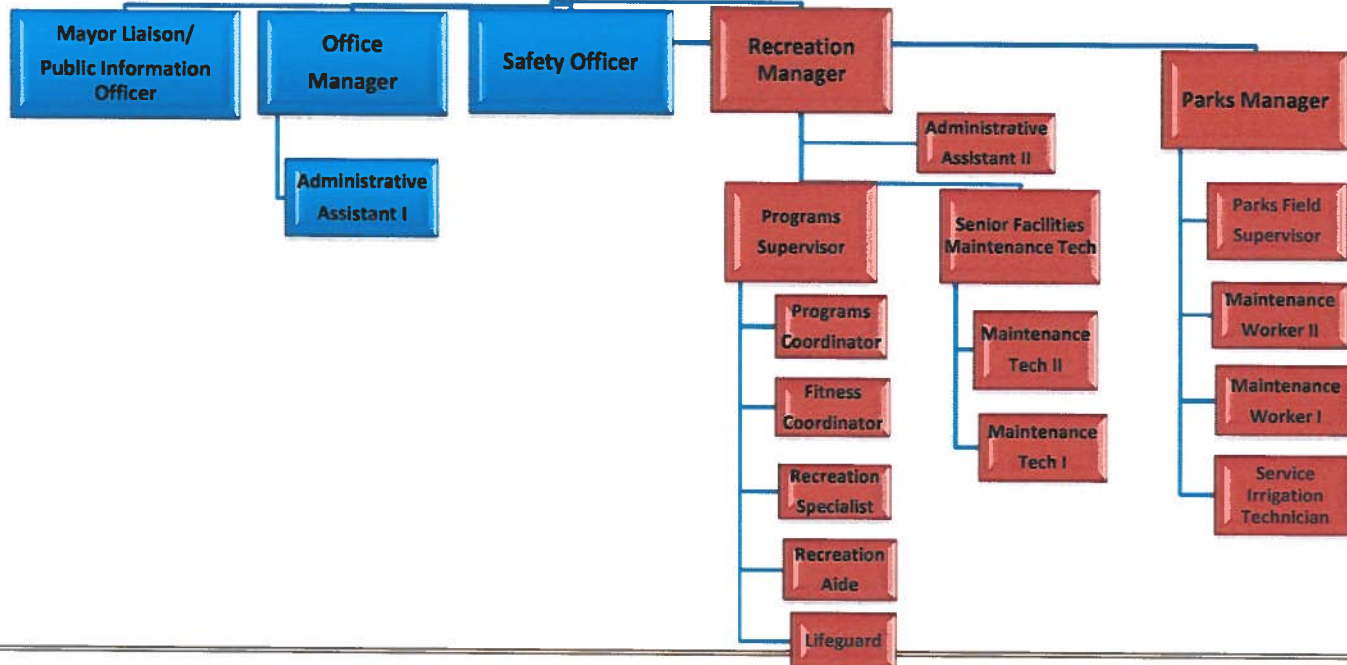 Mayor Liaison/
Public Information
Officer
Office
Manager
Safety Officer
Recreation
Manager
Parks Manager
Administrative
Assistant I
Administrative
Assistant II
Programs
Supervisor
Senior Facilities
Maintenance Tech
Parks Field
Supervisor
Programs
Coordinator
Maintenance
Tech II
Maintenance
Worker II
Fitness
Coordinator
Maintenance
Tech I
Maintenance
Worker I
Recreation
Specialist
Service
Irrigation
Technician
Recreation
Aide
Lifeguard